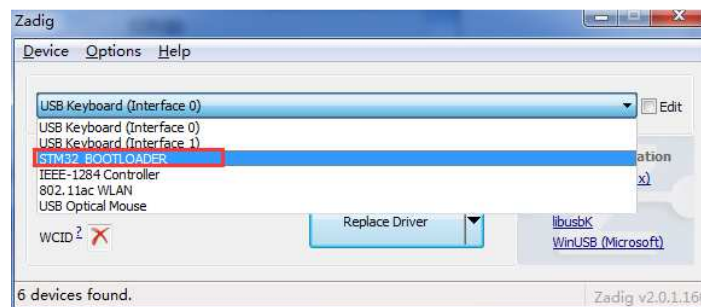 Zadig
Device Options Help
USB Keyboard (Interface 0)
Edit
USB Keyboard (Interface 0)
USB Keyboard (Interface 1)
STM32 BOOTLOADER
IEEE-1284 Controller
802.11ac WLAN
USB Optical Mouse
ation
x)
WCID ?
Replace Driver
libusbK
WinUSB (Microsoft)
6 devices found.
Zadig v2.0.1.16